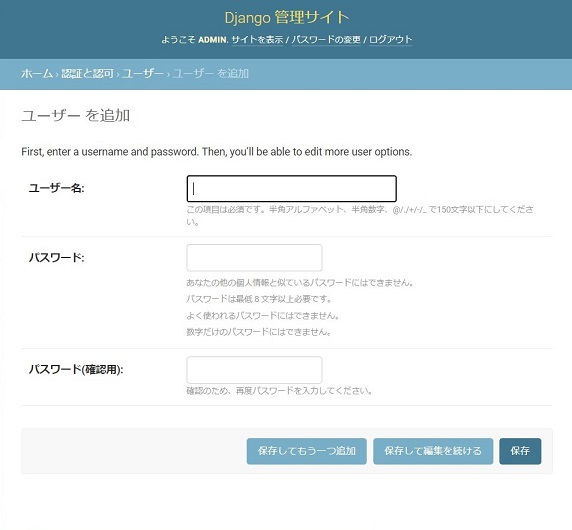 Django 管理サイト
ようこそ ADMIN. サイトを表示 / パスワードの変更 / ログアウト
ホーム › 認証と認可 › ユーザー › ユーザー を追加
ユーザー を追加
First, enter a username and password. Then, you'll be able to edit more user options.
ユーザー名:
この項目は必須です。半角アルファベット、半角数字、@/./+/-/_ で150文字以下にしてくださ
い。
パスワード:
あなたの他の個人情報と似ているパスワードにはできません。
パスワードは最低 8 文字以上必要です。
よく使われるパスワードにはできません。
数字だけのパスワードにはできません。
パスワード(確認用):
確認のため、再度パスワードを入力してください。
保存してもう一つ追加 保存して編集を続ける 保存